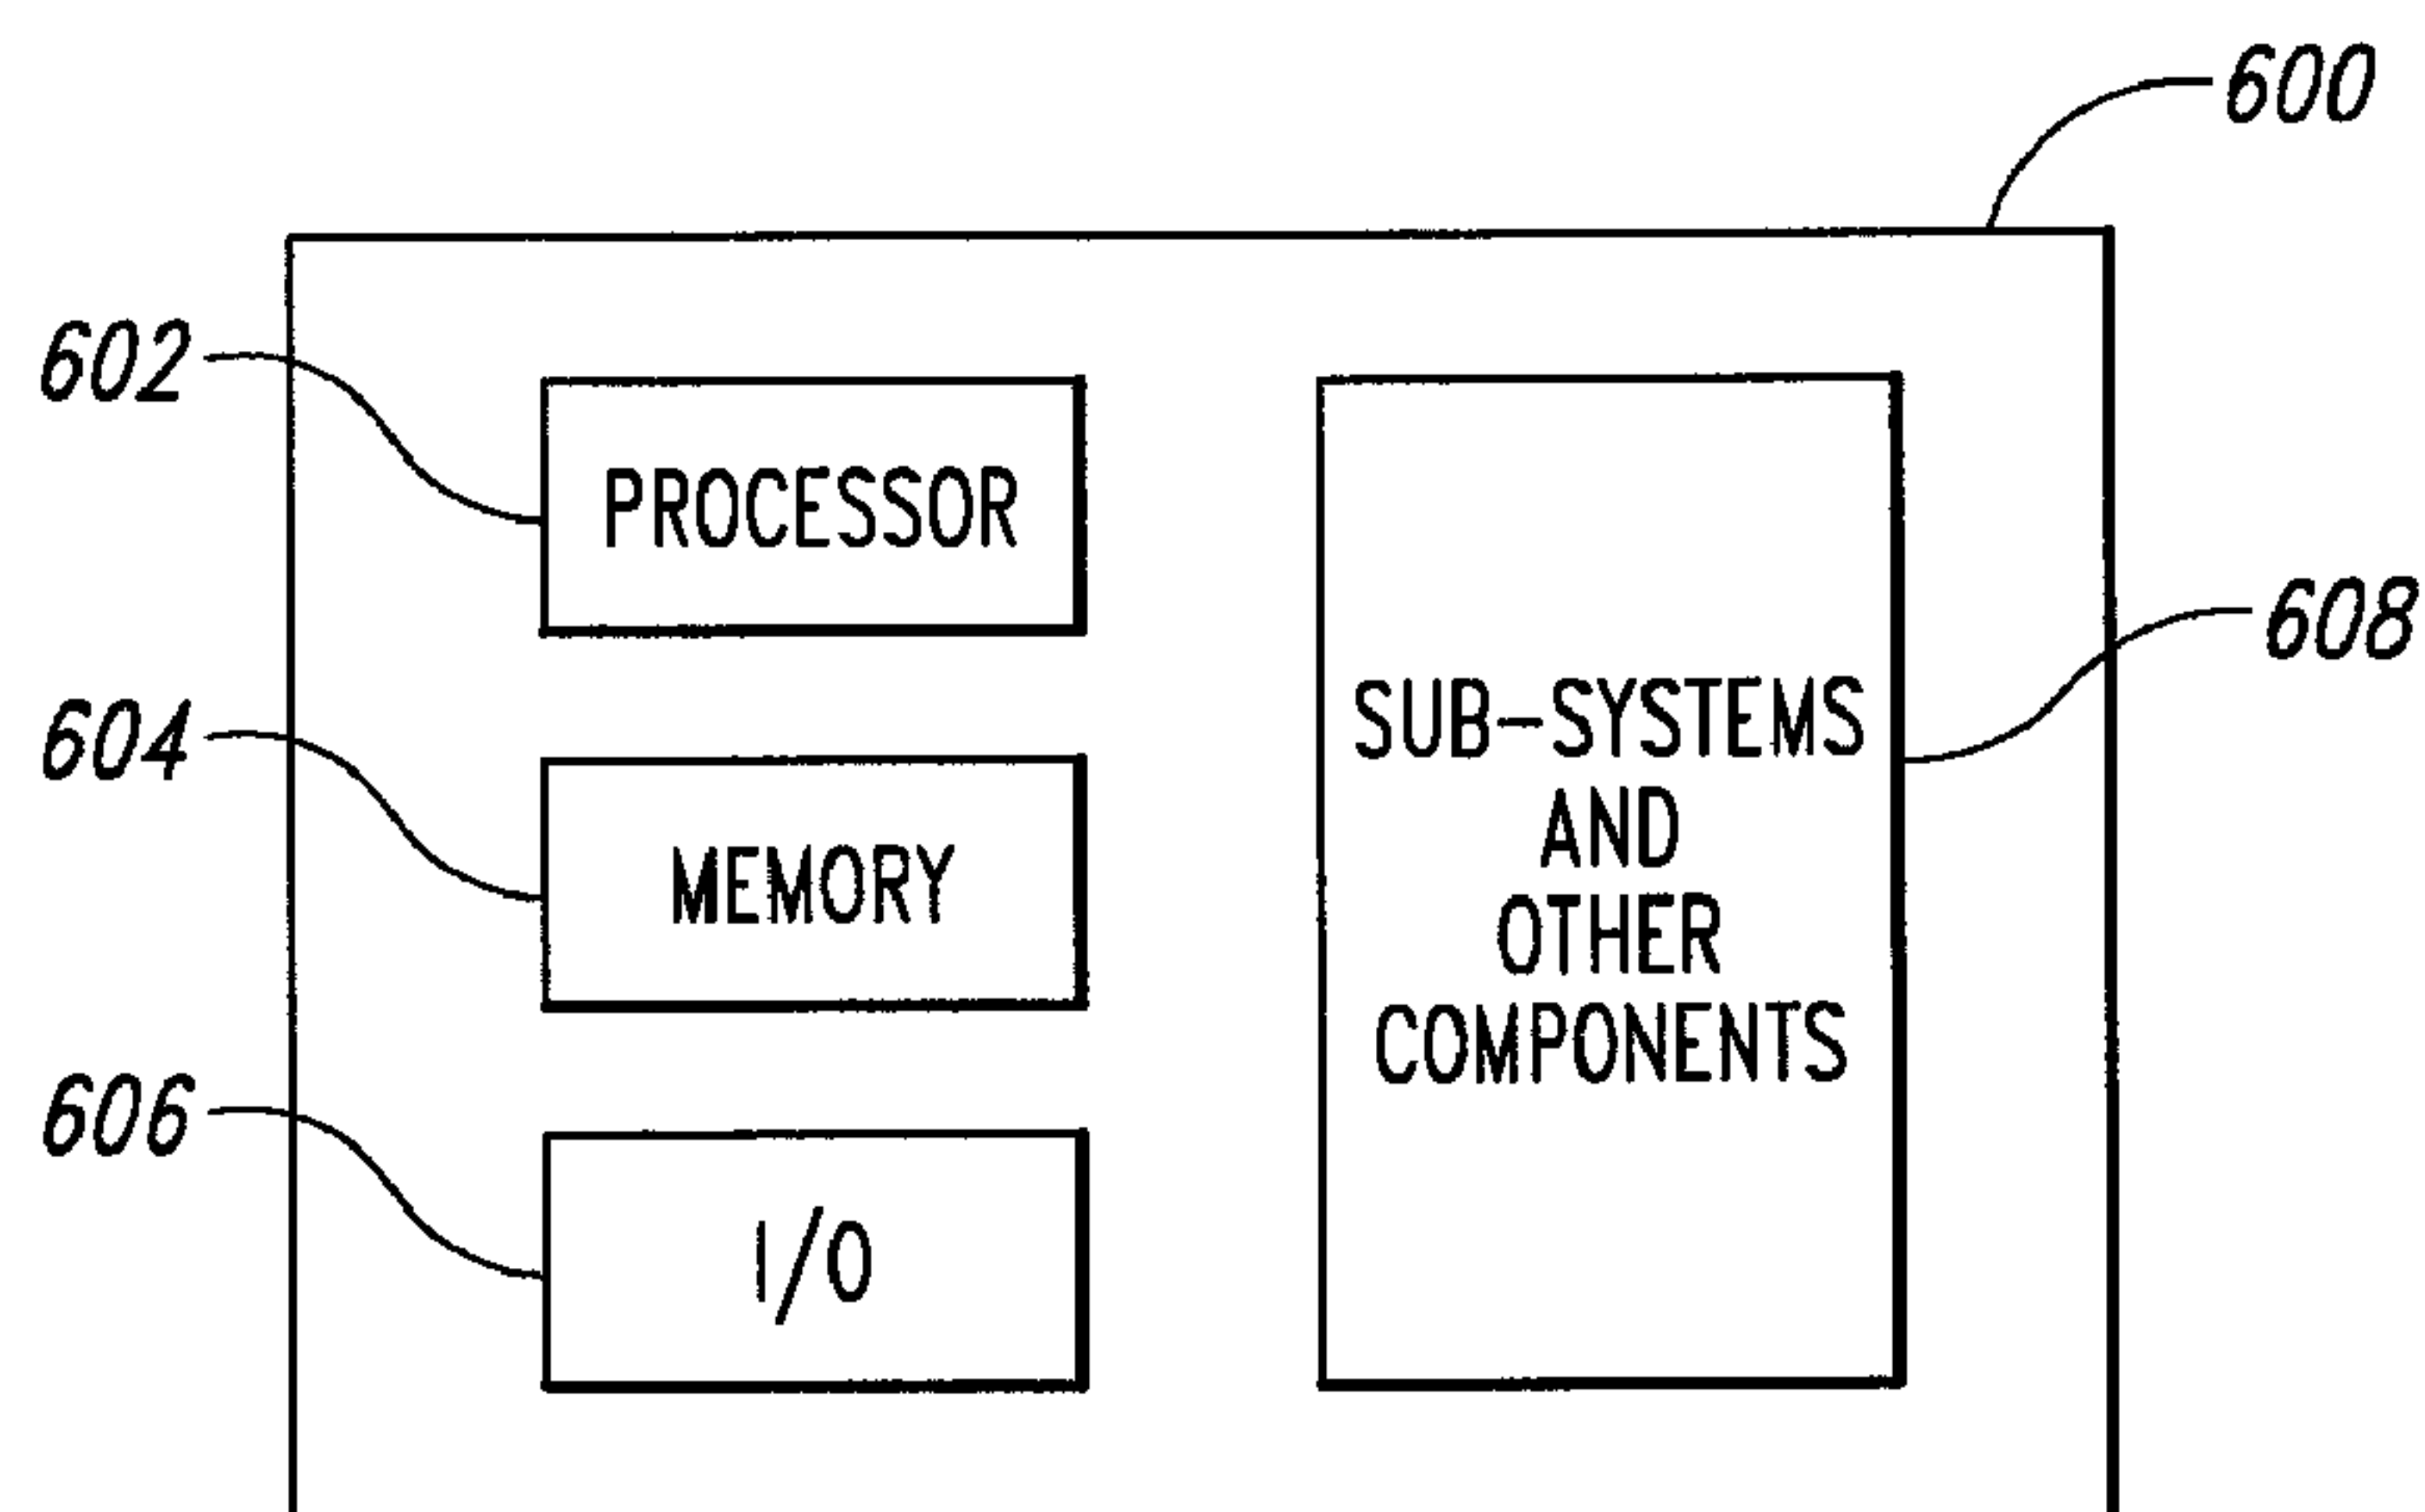 600
602
PROCESSOR
604
MEMORY
606
I/O
SUB-SYSTEMS
AND
OTHER
COMPONENTS
608